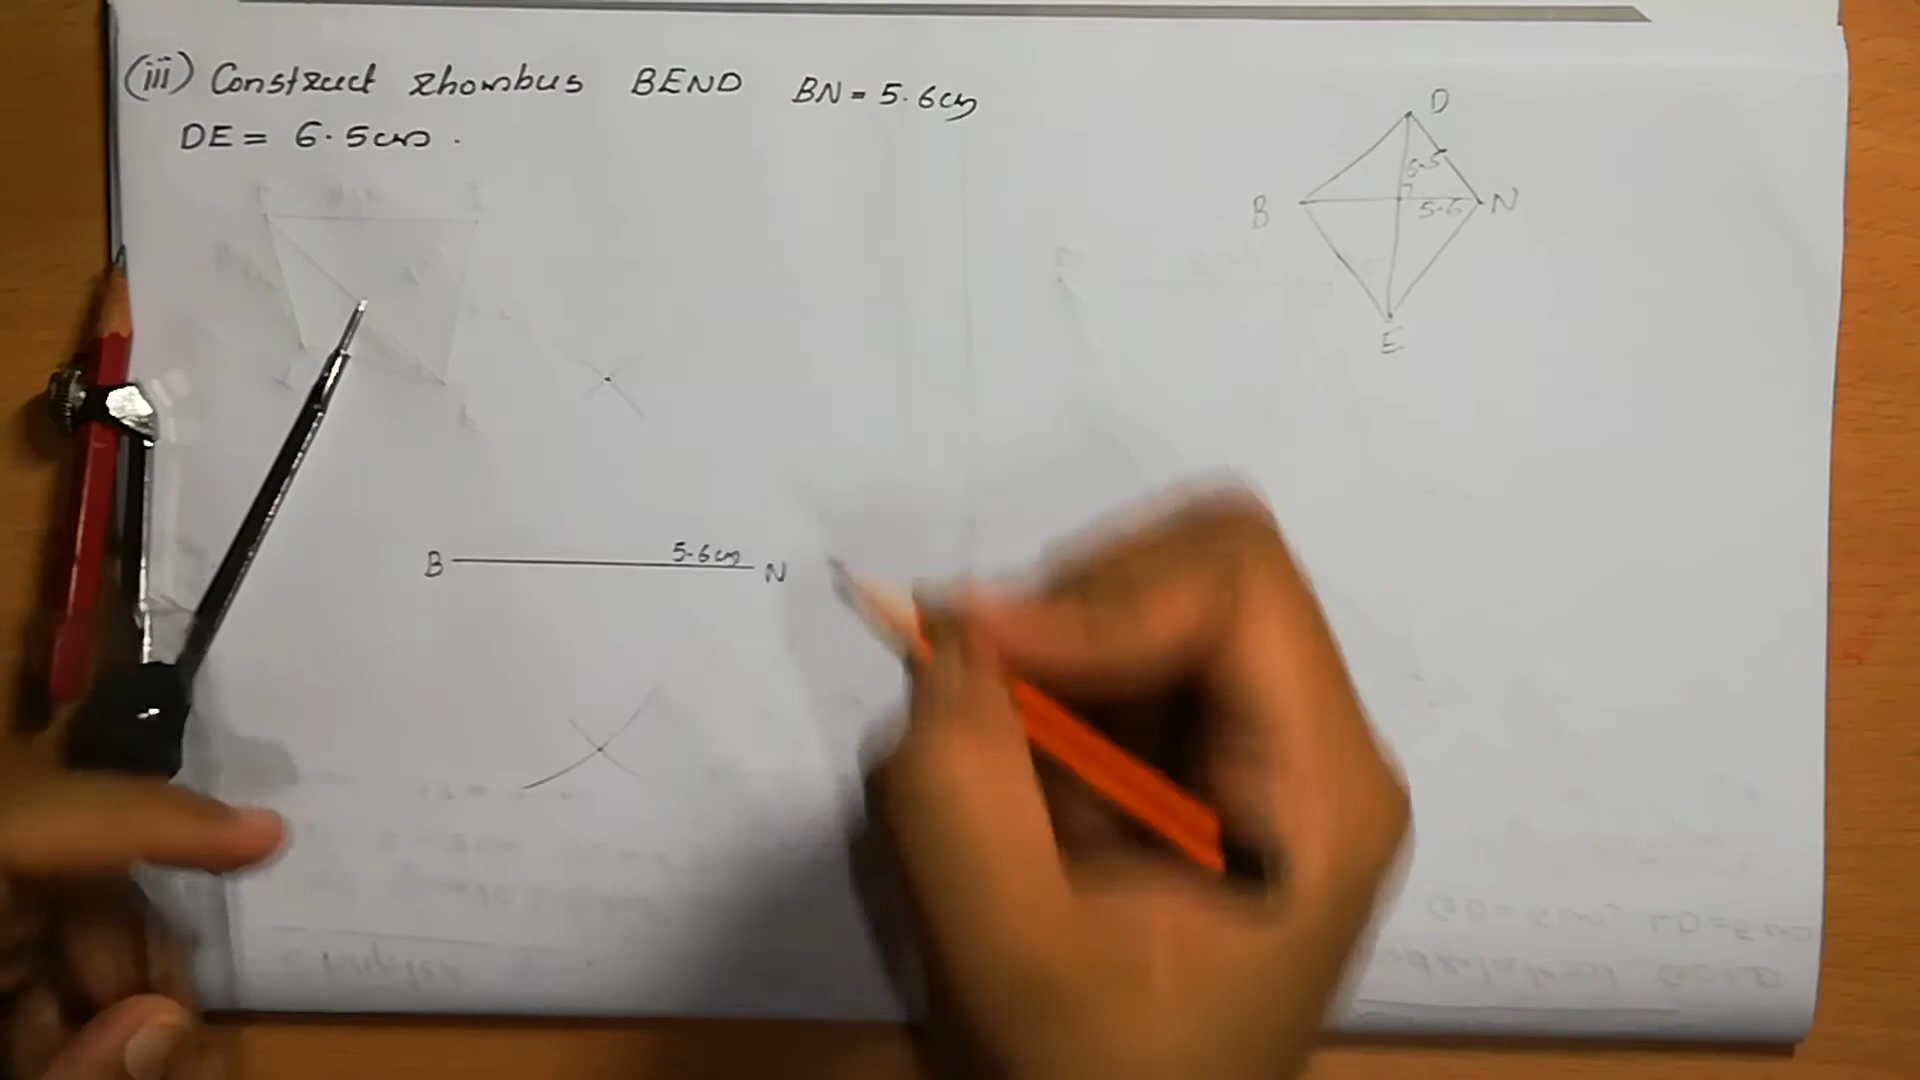 (iii) Construct rhombus BEND BN = 5.6cm
DE = 6.5cm.
D
6.5
B
5.6
N
E
B
5.6cm
N